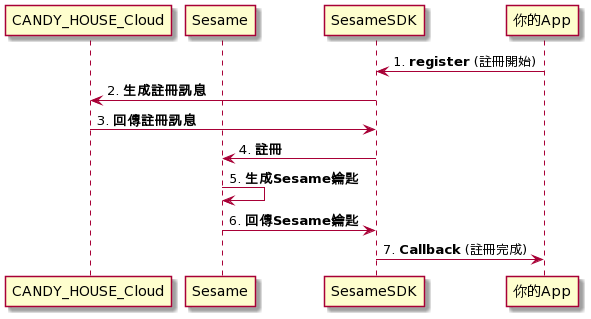 CANDY_HOUSE_Cloud
Sesame
SesameSDK
你的App
1. register (註冊開始)
2. 生成註冊訊息
3. 回傳註冊訊息
4. 註冊
5. 生成Sesame鑰匙
6. 回傳Sesame鑰匙
7. Callback (註冊完成)
CANDY_HOUSE_Cloud
Sesame
SesameSDK
你的App